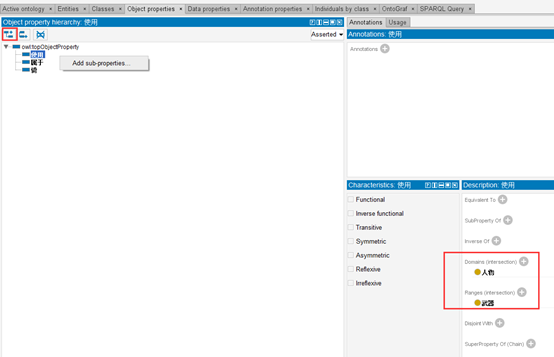 Active ontology × Entities × Classes × Object properties × Data properties × Annotation properties × Individuals by class × OntoGraf × SPARQL Query ×
Object property hierarchy: 使用
Asserted
owl:topObjectProperty
使用
属于
Add sub-properties...
Annotations Usage
Annotations: 使用
Annotations
Characteristics: 使用
Functional
Inverse functional
Transitive
Symmetric
Asymmetric
Reflexive
Irreflexive
Description: 使用
Equivalent To
SubProperty Of
Inverse Of
Domains (intersection)
人物
Ranges (intersection)
武器
Disjoint With
SuperProperty Of (Chain)